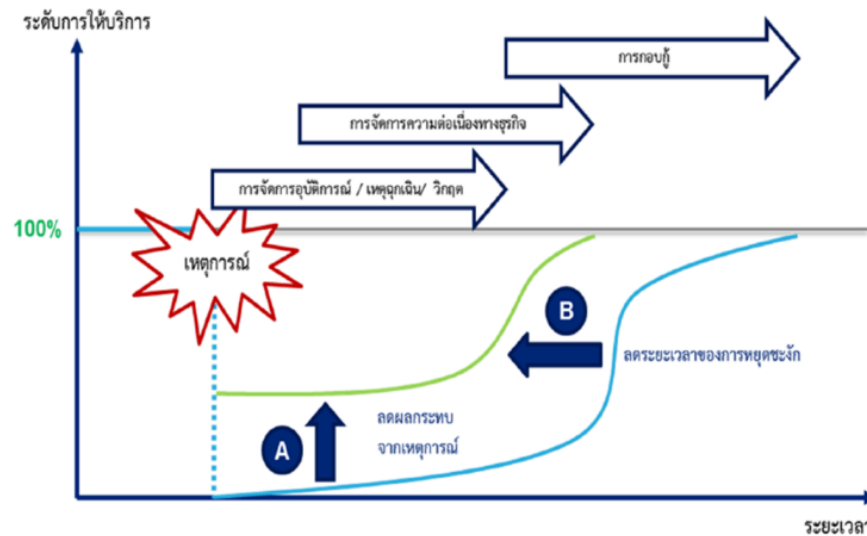 ระดับการให้บริการ
การกอบกู้
การจัดการความต่อเนื่องทางธุรกิจ
การจัดการอุบัติการณ์ / เหตุฉุกเฉิน/ วิกฤต
100%
เหตุการณ์
B
ลดระยะเวลาของการหยุดชะงัก
A
ลดผลกระทบ
จากเหตุการณ์
ระยะเวลา